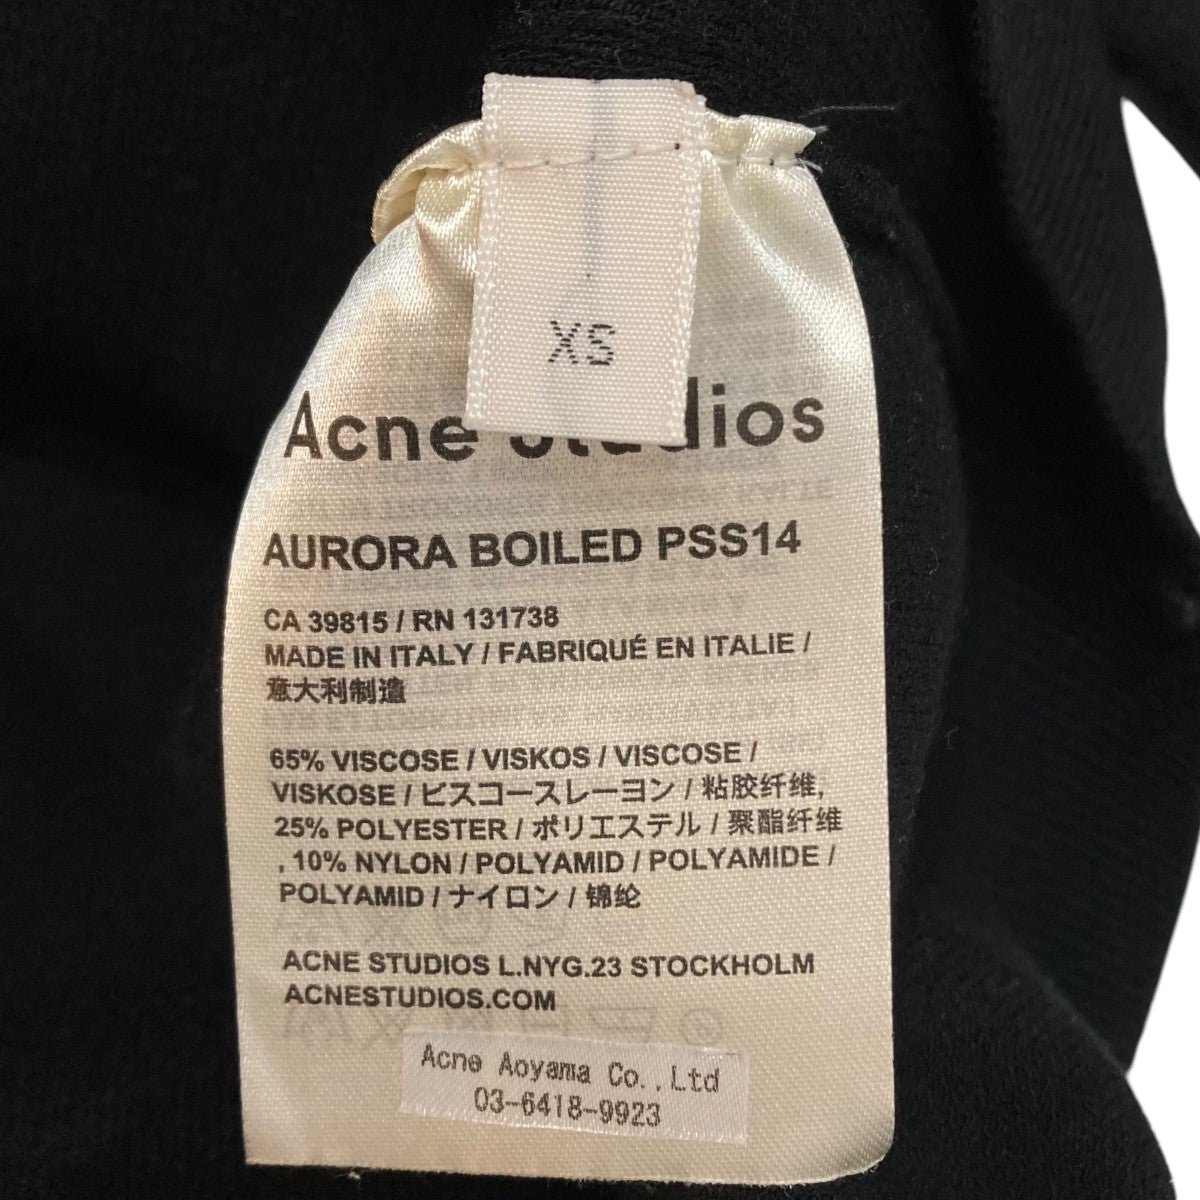 XS
Acne Studios
AURORA BOILED PSS14
CA 39815 / RN 131738
MADE IN ITALY / FABRIQUÉ EN ITALIE /
意大利制造
65% VISCOSE / VISKOS / VISCOSE /
VISKOSE / ビスコースレーヨン / 粘胶纤维,
25% POLYESTER / ポリエステル / 聚酯纤维
, 10% NYLON / POLYAMID / POLYAMIDE /
POLYAMID / ナイロン / 锦纶
ACNE STUDIOS L.NYG.23 STOCKHOLM
ACNESTUDIOS.COM
Acne Aoyama Co.,Ltd
03-6418-9923